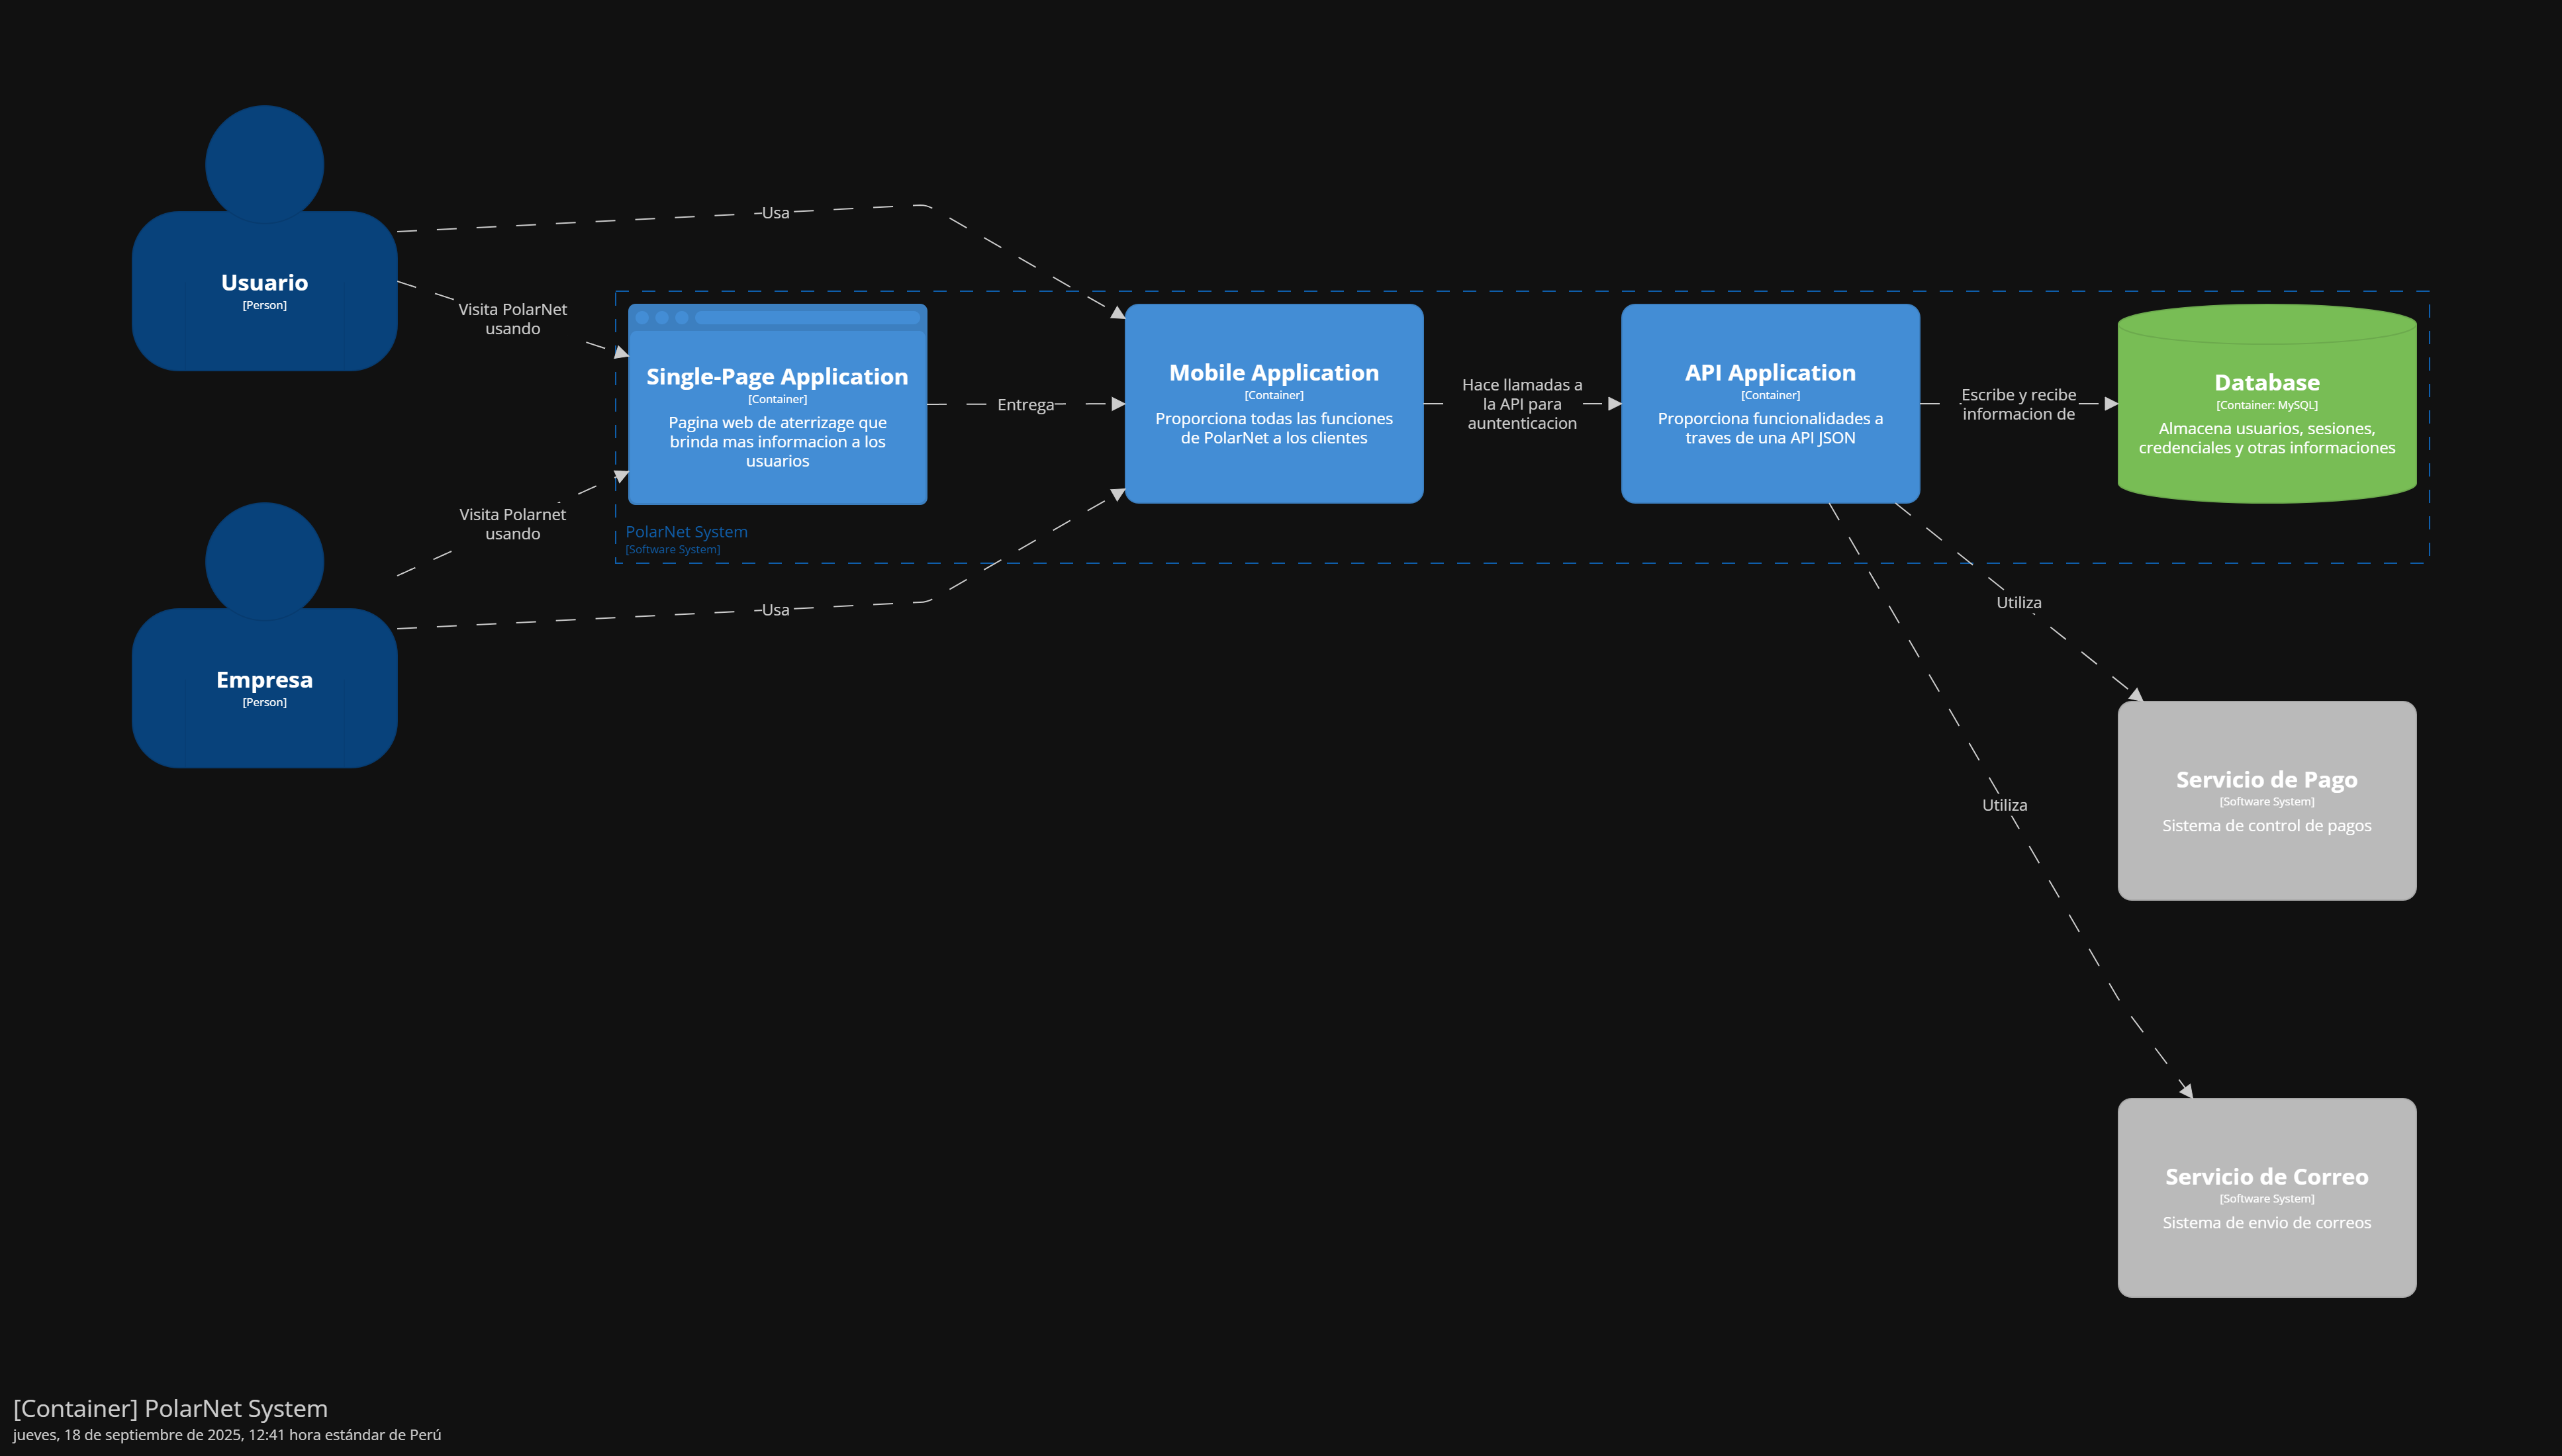 Usuario
[Person]
Usa
Visita PolarNet
usando
Single-Page Application
[Container]
Pagina web de aterrizage que
brinda mas informacion a los
usuarios
Entrega
Mobile Application
[Container]
Proporciona todas las funciones
de PolarNet a los clientes
Hace llamadas a
la API para
auntenticacion
API Application
[Container]
Proporciona funcionalidades a
traves de una API JSON
Escribe y recibe
informacion de
Database
[Container: MySQL]
Almacena usuarios, sesiones,
credenciales y otras informaciones
Visita Polarnet
usando
PolarNet System
[Software System]
Usa
Empresa
[Person]
Utiliza
Servicio de Pago
[Software System]
Sistema de control de pagos
Utiliza
Servicio de Correo
[Software System]
Sistema de envio de correos
[Container] PolarNet System
jueves, 18 de septiembre de 2025, 12:41 hora estándar de Perú